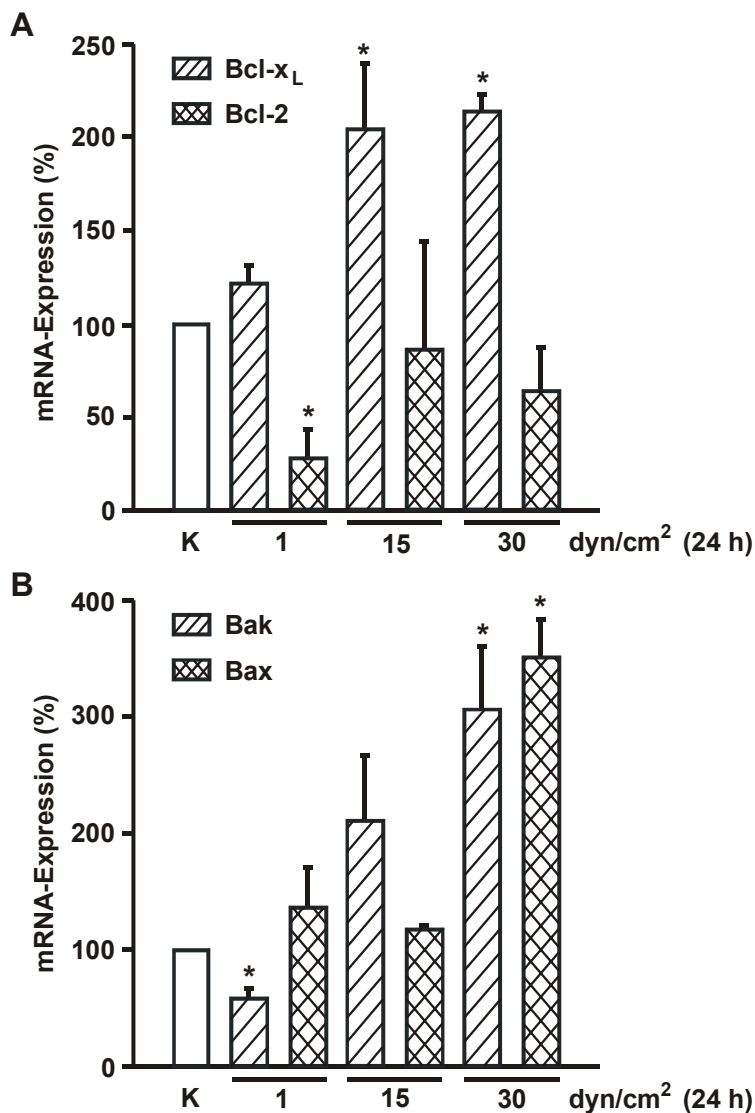 A
250
200
150
100
50
0
mRNA-Expression (%)
Bcl-xL
Bcl-2
*
*
*
K 1 15 30 dyn/cm² (24 h)
B
400
300
200
100
0
mRNA-Expression (%)
Bak
Bax
*
*
*
K 1 15 30 dyn/cm² (24 h)